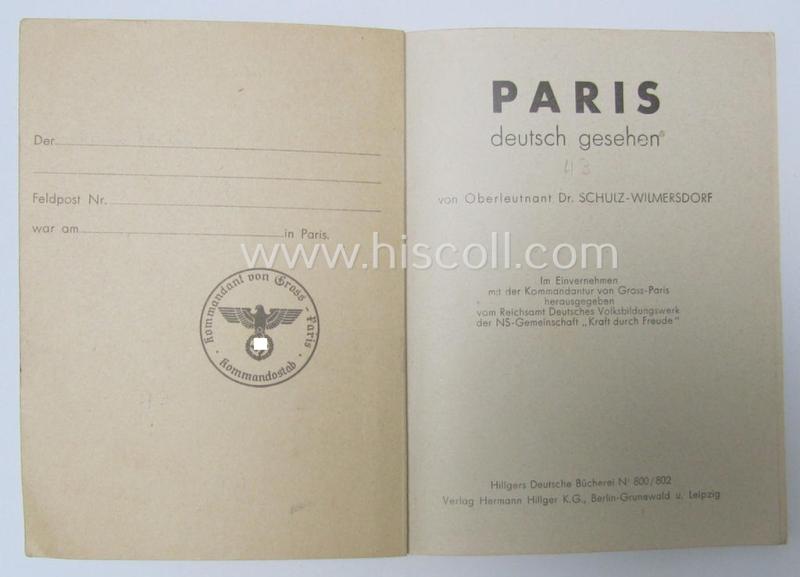 Der
Feldpost Nr.
war am in Paris.
Kommandant von Gross-Paris
· Kommandostab ·
PARIS
deutsch gesehen
43
von Oberleutnant Dr. SCHULZ-WILMERSDORF
www.hiscoll.com
Im Einvernehmen
mit der Kommandantur von Gross-Paris
herausgegeben
vom Reichsamt Deutsches Volksbildungswerk
der NS-Gemeinschaft „Kraft durch Freude"
Hillgers Deutsche Bücherei Nr 800/802
Verlag Hermann Hillger K.G., Berlin-Grunewald u. Leipzig